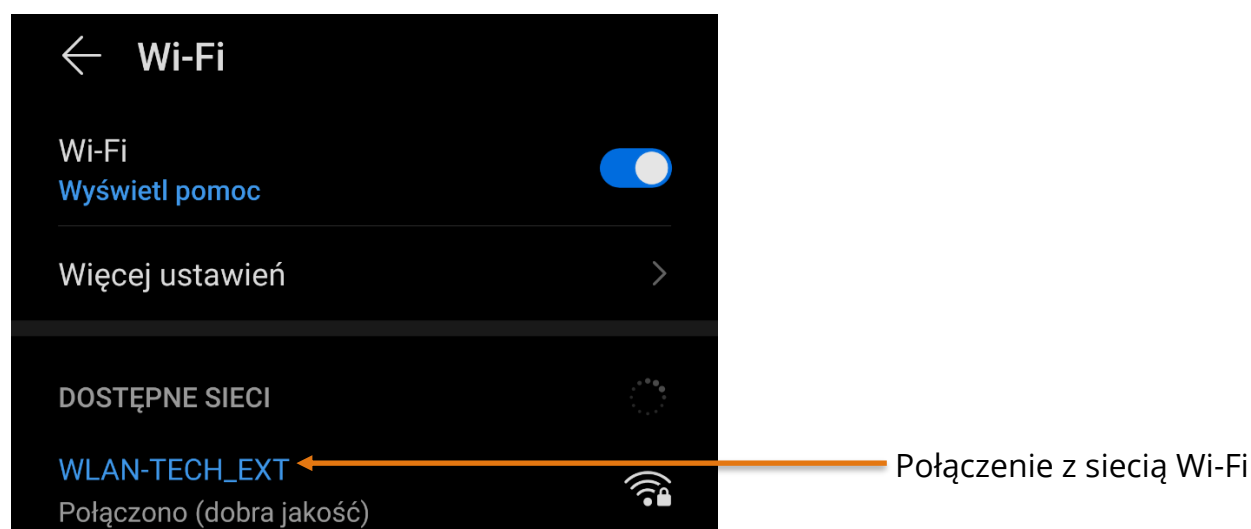 Wi-Fi
Wi-Fi
Wyświetl pomoc
Więcej ustawień
DOSTĘPNE SIECI
WLAN-TECH_EXT
Połączenie z siecią Wi-Fi
Połączono (dobra jakość)